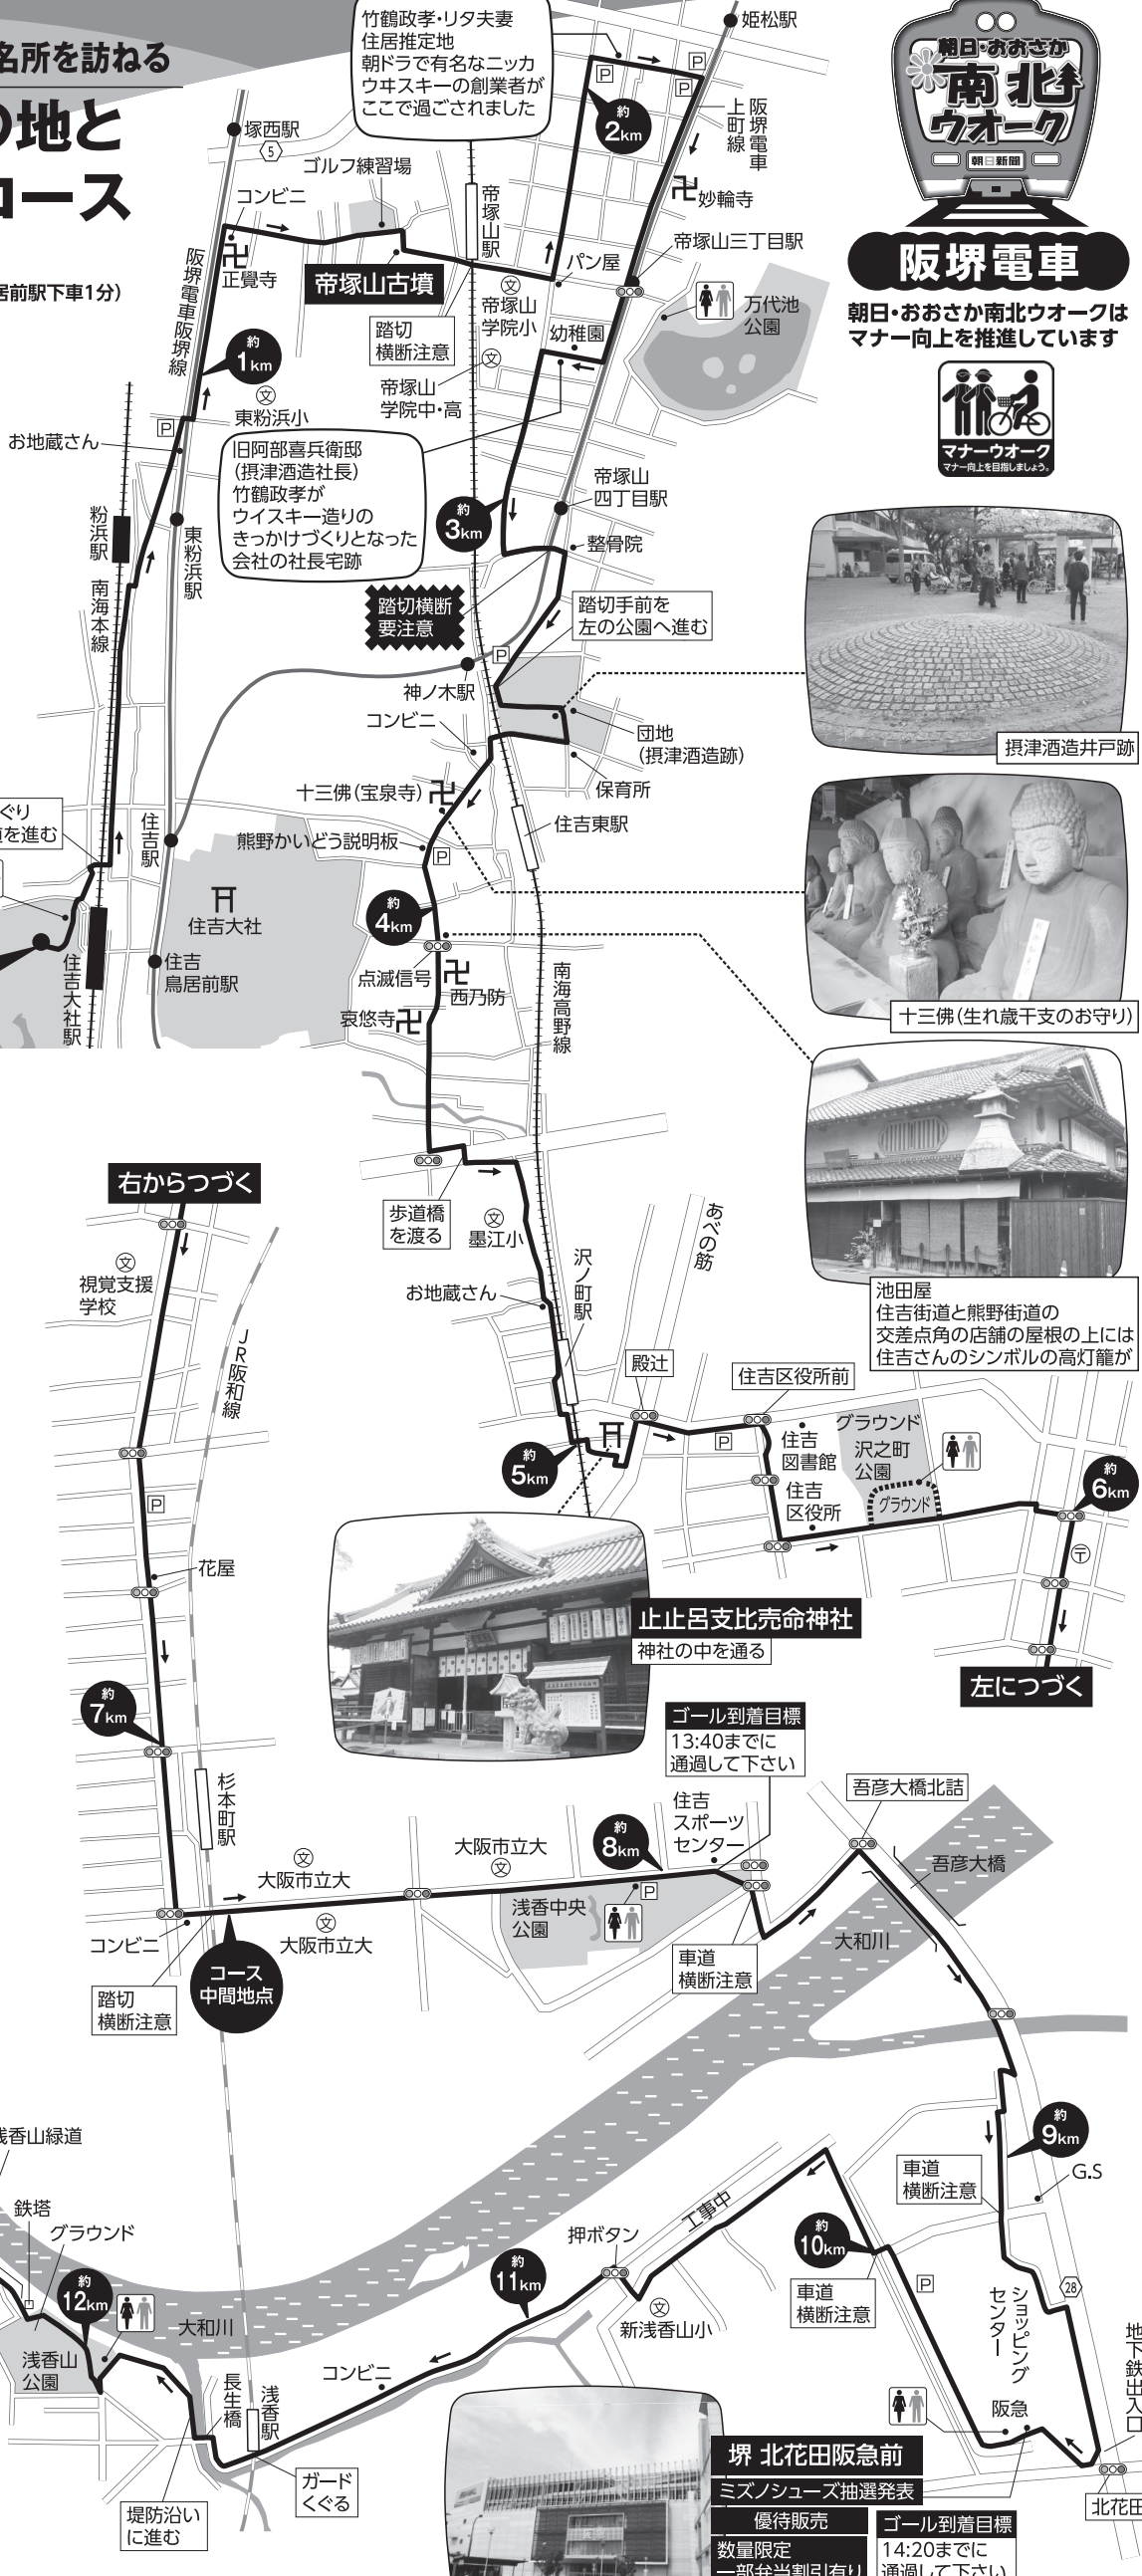 名所を訪ねる
の地と
コース
居前駅下車1分）
竹鶴政孝・リタ夫妻
住居推定地
朝ドラで有名なニッカ
ウヰスキーの創業者が
ここで過ごされました
姫松駅
P
P
P
約
2km
阪堺電車
上町線
朝日・おおさか
南北
ウオーク
朝日新聞
阪堺電車
朝日・おおさか南北ウオークは
マナー向上を推進しています
マナーウオーク
マナー向上を目指しましょう。
塚西駅
5
ゴルフ練習場
コンビニ
帝塚山駅
妙輪寺
帝塚山三丁目駅
正覺寺
帝塚山古墳
パン屋
文
帝塚山
学院小
万代池
公園
阪堺電車阪堺線
踏切
横断注意
幼稚園
文
帝塚山
学院中・高
約
1km
文
東粉浜小
P
お地蔵さん
旧阿部喜兵衛邸
（摂津酒造社長）
竹鶴政孝が
ウイスキー造りの
きっかけづくりとなった
会社の社長宅跡
帝塚山
四丁目駅
約
3km
整骨院
粉浜駅
東粉浜駅
南海本線
踏切横断
要注意
踏切手前を
左の公園へ進む
P
神ノ木駅
コンビニ
団地
（摂津酒造跡）
保育所
摂津酒造井戸跡
十三佛（宝泉寺）
住吉東駅
ぐり
道を進む
住吉駅
熊野かいどう説明板
P
住吉大社
約
4km
住吉大社駅
住吉
鳥居前駅
点滅信号
西乃防
哀愍寺
南海高野線
十三佛（生れ歳干支のお守り）
池田屋
住吉街道と熊野街道の
交差点角の店舗の屋根の上には
住吉さんのシンボルの高灯籠が
歩道橋
を渡る
文
墨江小
あべの筋
沢ノ町駅
お地蔵さん
殿辻
住吉区役所前
P
住吉
図書館
グラウンド
沢之町
公園
グラウンド
住吉
区役所
約
5km
約
6km
〒
左につづく
止止呂支比売命神社
神社の中を通る
右からつづく
文
視覚支援
学校
JR阪和線
P
花屋
約
7km
杉本町駅
ゴール到着目標
13:40までに
通過して下さい
住吉
スポーツ
センター
吾彦大橋北詰
吾彦大橋
約
8km
大阪市立大
文
文
大阪市立大
文
大阪市立大
コンビニ
踏切
横断注意
コース
中間地点
浅香中央
公園
P
車道
横断注意
大和川
約
9km
車道
横断注意
G.S
浅香山緑道
鉄塔
グラウンド
約
12km
大和川
浅香山
公園
長生橋
浅香駅
堤防沿い
に進む
ガード
くぐる
コンビニ
約
11km
押ボタン
工事中
文
新浅香山小
約
10km
車道
横断注意
P
28
ショッピング
センター
阪急
地下鉄出入口
北花田
堺 北花田阪急前
ミズノシューズ抽選発表
優待販売
数量限定
一部弁当割引有り
ゴール到着目標
14:20までに
通過して下さい